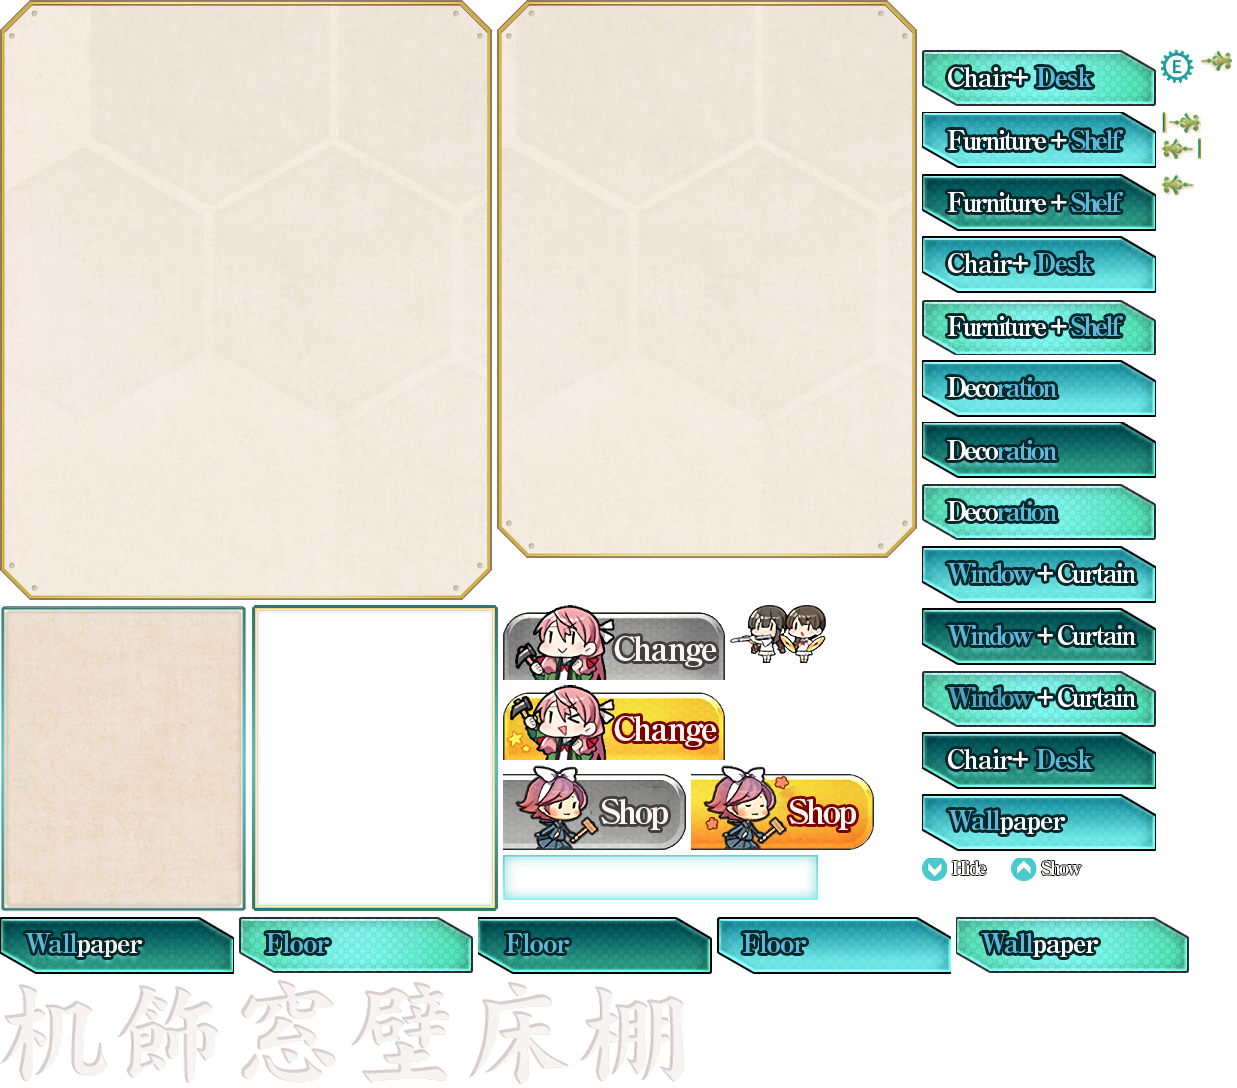 Chair+ Desk
E
Furniture + Shelf
Furniture + Shelf
Chair+ Desk
Furniture + Shelf
Decoration
Decoration
Decoration
Window + Curtain
Window + Curtain
Window + Curtain
Chair+ Desk
Wallpaper
Hide
Show
Change
Change
Shop
Shop
Wallpaper
Floor
Floor
Floor
Wallpaper
机飾窓壁床棚